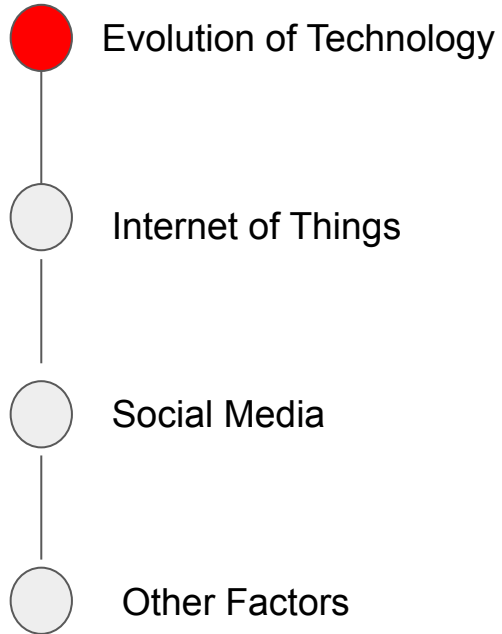 Evolution of Technology
Internet of Things
Social Media
Other Factors